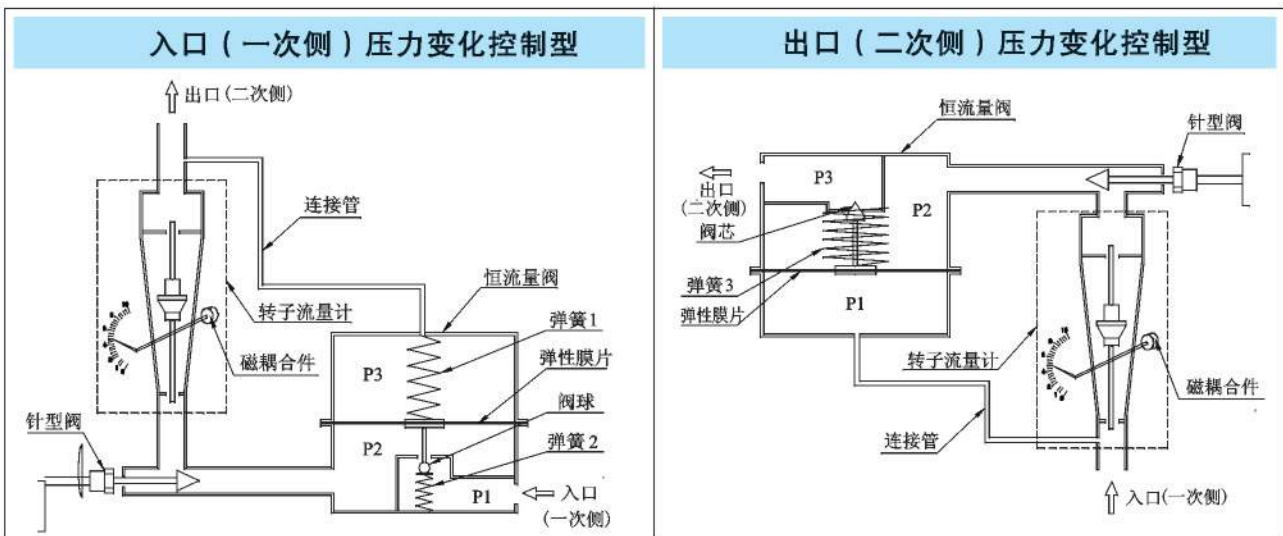 入口（一次侧）压力变化控制型
出口(二次侧)
连接管
恒流量阀
转子流量计
弹簧1
弹性膜片
磁耦合件
P3
阀球
针型阀
P2
弹簧2
P1
入口
(一次侧)
出口（二次侧）压力变化控制型
恒流量阀
针型阀
P3
出口
(二次侧)
P2
阀芯
弹簧3
弹性膜片
P1
转子流量计
磁耦合件
连接管
入口(一次侧)